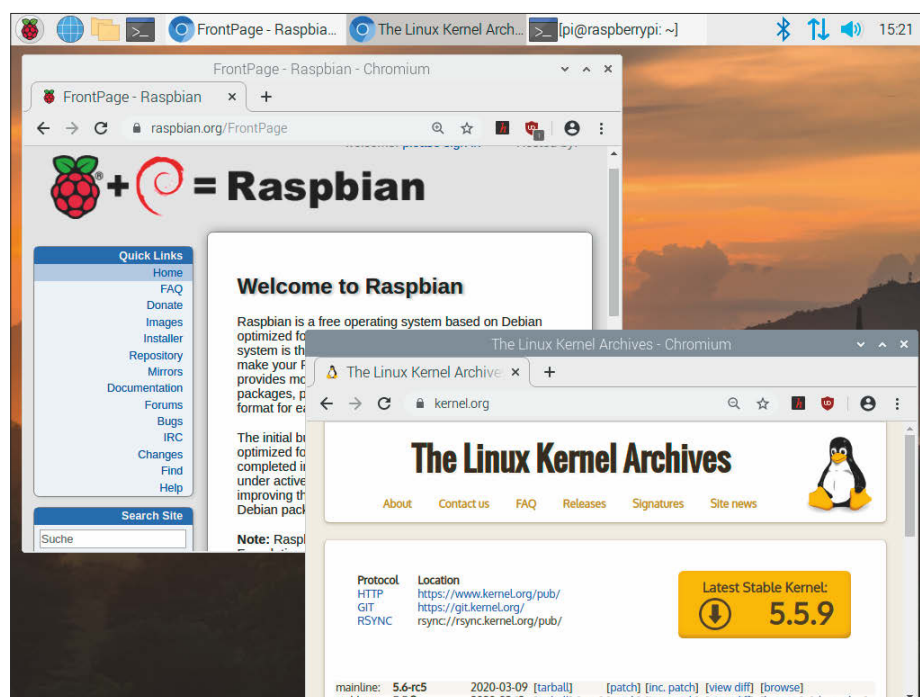 FrontPage - Raspbia...
The Linux Kernel Arch...
[pi@raspberrypi: ~]
15:21
FrontPage - Raspbian - Chromium
FrontPage - Raspbian
raspbian.org/FrontPage
+ = Raspbian
Quick Links
Home
FAQ
Donate
Images
Installer
Repository
Mirrors
Documentation
Forums
Bugs
IRC
Changes
Find
Help
Search Site
Suche
Welcome to Raspbian
Raspbian is a free operating system based on Debian
optimized fo
system is th
make your
provides mo
packages, p
format for ea
The initial bu
optimized fo
completed i
under active
improving th
Debian pack
Note: Raspl
The Linux Kernel Archives - Chromium
The Linux Kernel Archive
kernel.org
The Linux Kernel Archives
About Contact us FAQ Releases Signatures Site news
Protocol Location
HTTP https://www.kernel.org/pub/
GIT https://git.kernel.org/
RSYNC rsync://rsync.kernel.org/pub/
Latest Stable Kernel:
5.5.9
mainline: 5.6-rc5 2020-03-09 [tarball] [patch] [inc. patch] [view diff] [browse]